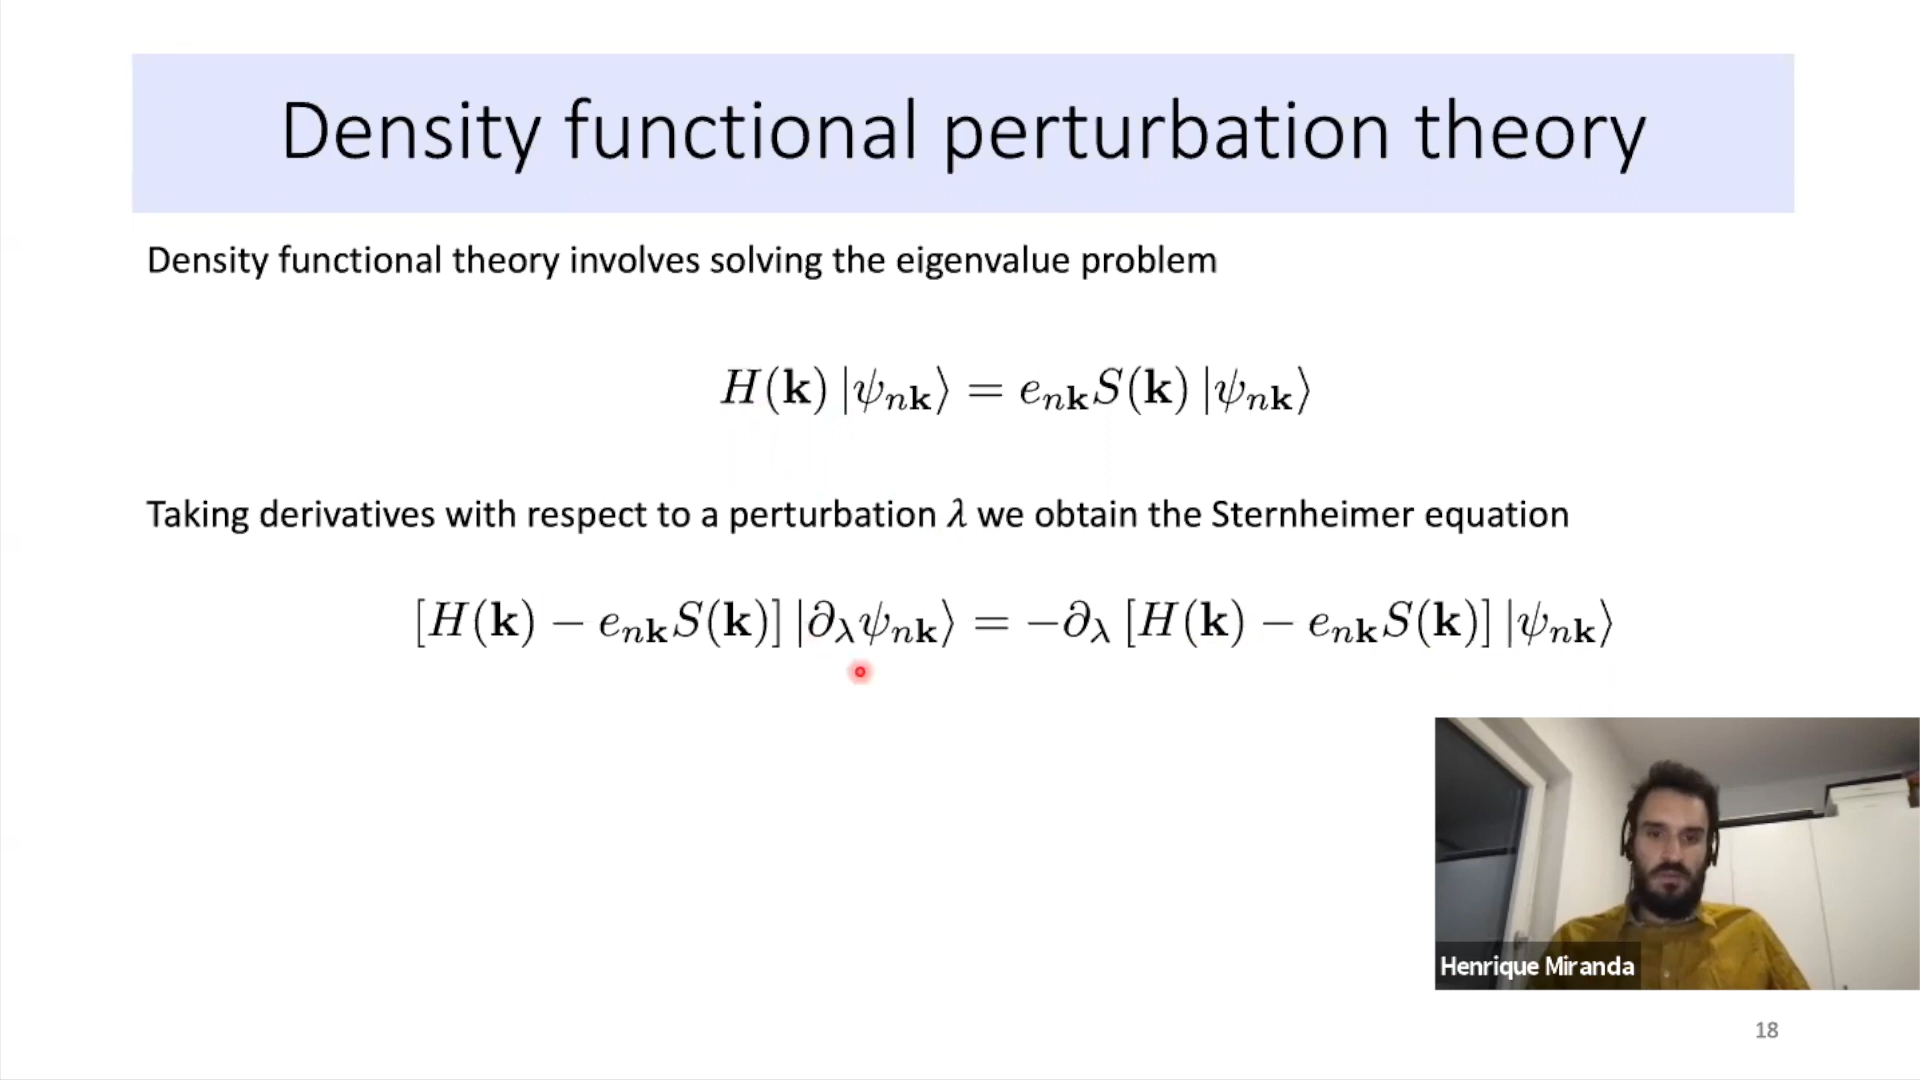 Density functional perturbation theory
Density functional theory involves solving the eigenvalue problem
H(𝐤) |ψₙ𝐤⟩ = eₙ𝐤S(𝐤) |ψₙ𝐤⟩
Taking derivatives with respect to a perturbation λ we obtain the Sternheimer equation
[H(𝐤) − eₙ𝐤S(𝐤)] |∂λψₙ𝐤⟩ = −∂λ [H(𝐤) − eₙ𝐤S(𝐤)] |ψₙ𝐤⟩
Henrique Miranda
18